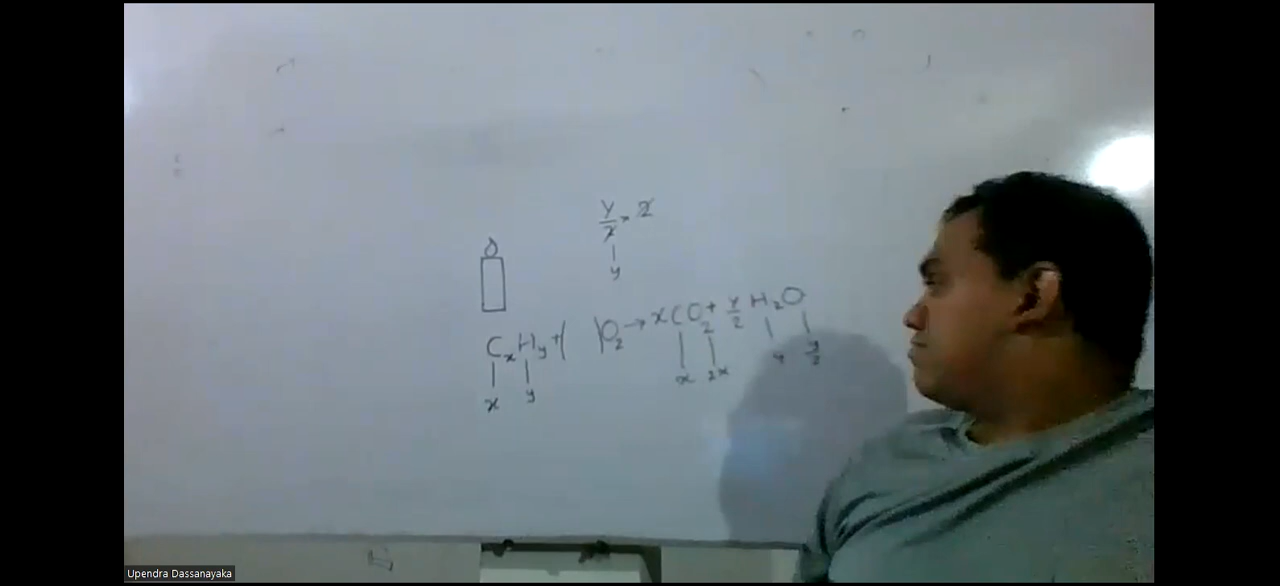 Y/2 × 2
y
CxHy + ( )O2 → xCO2 + Y/2 H2O
x y x 2x y y/2
Upendra Dassanayaka